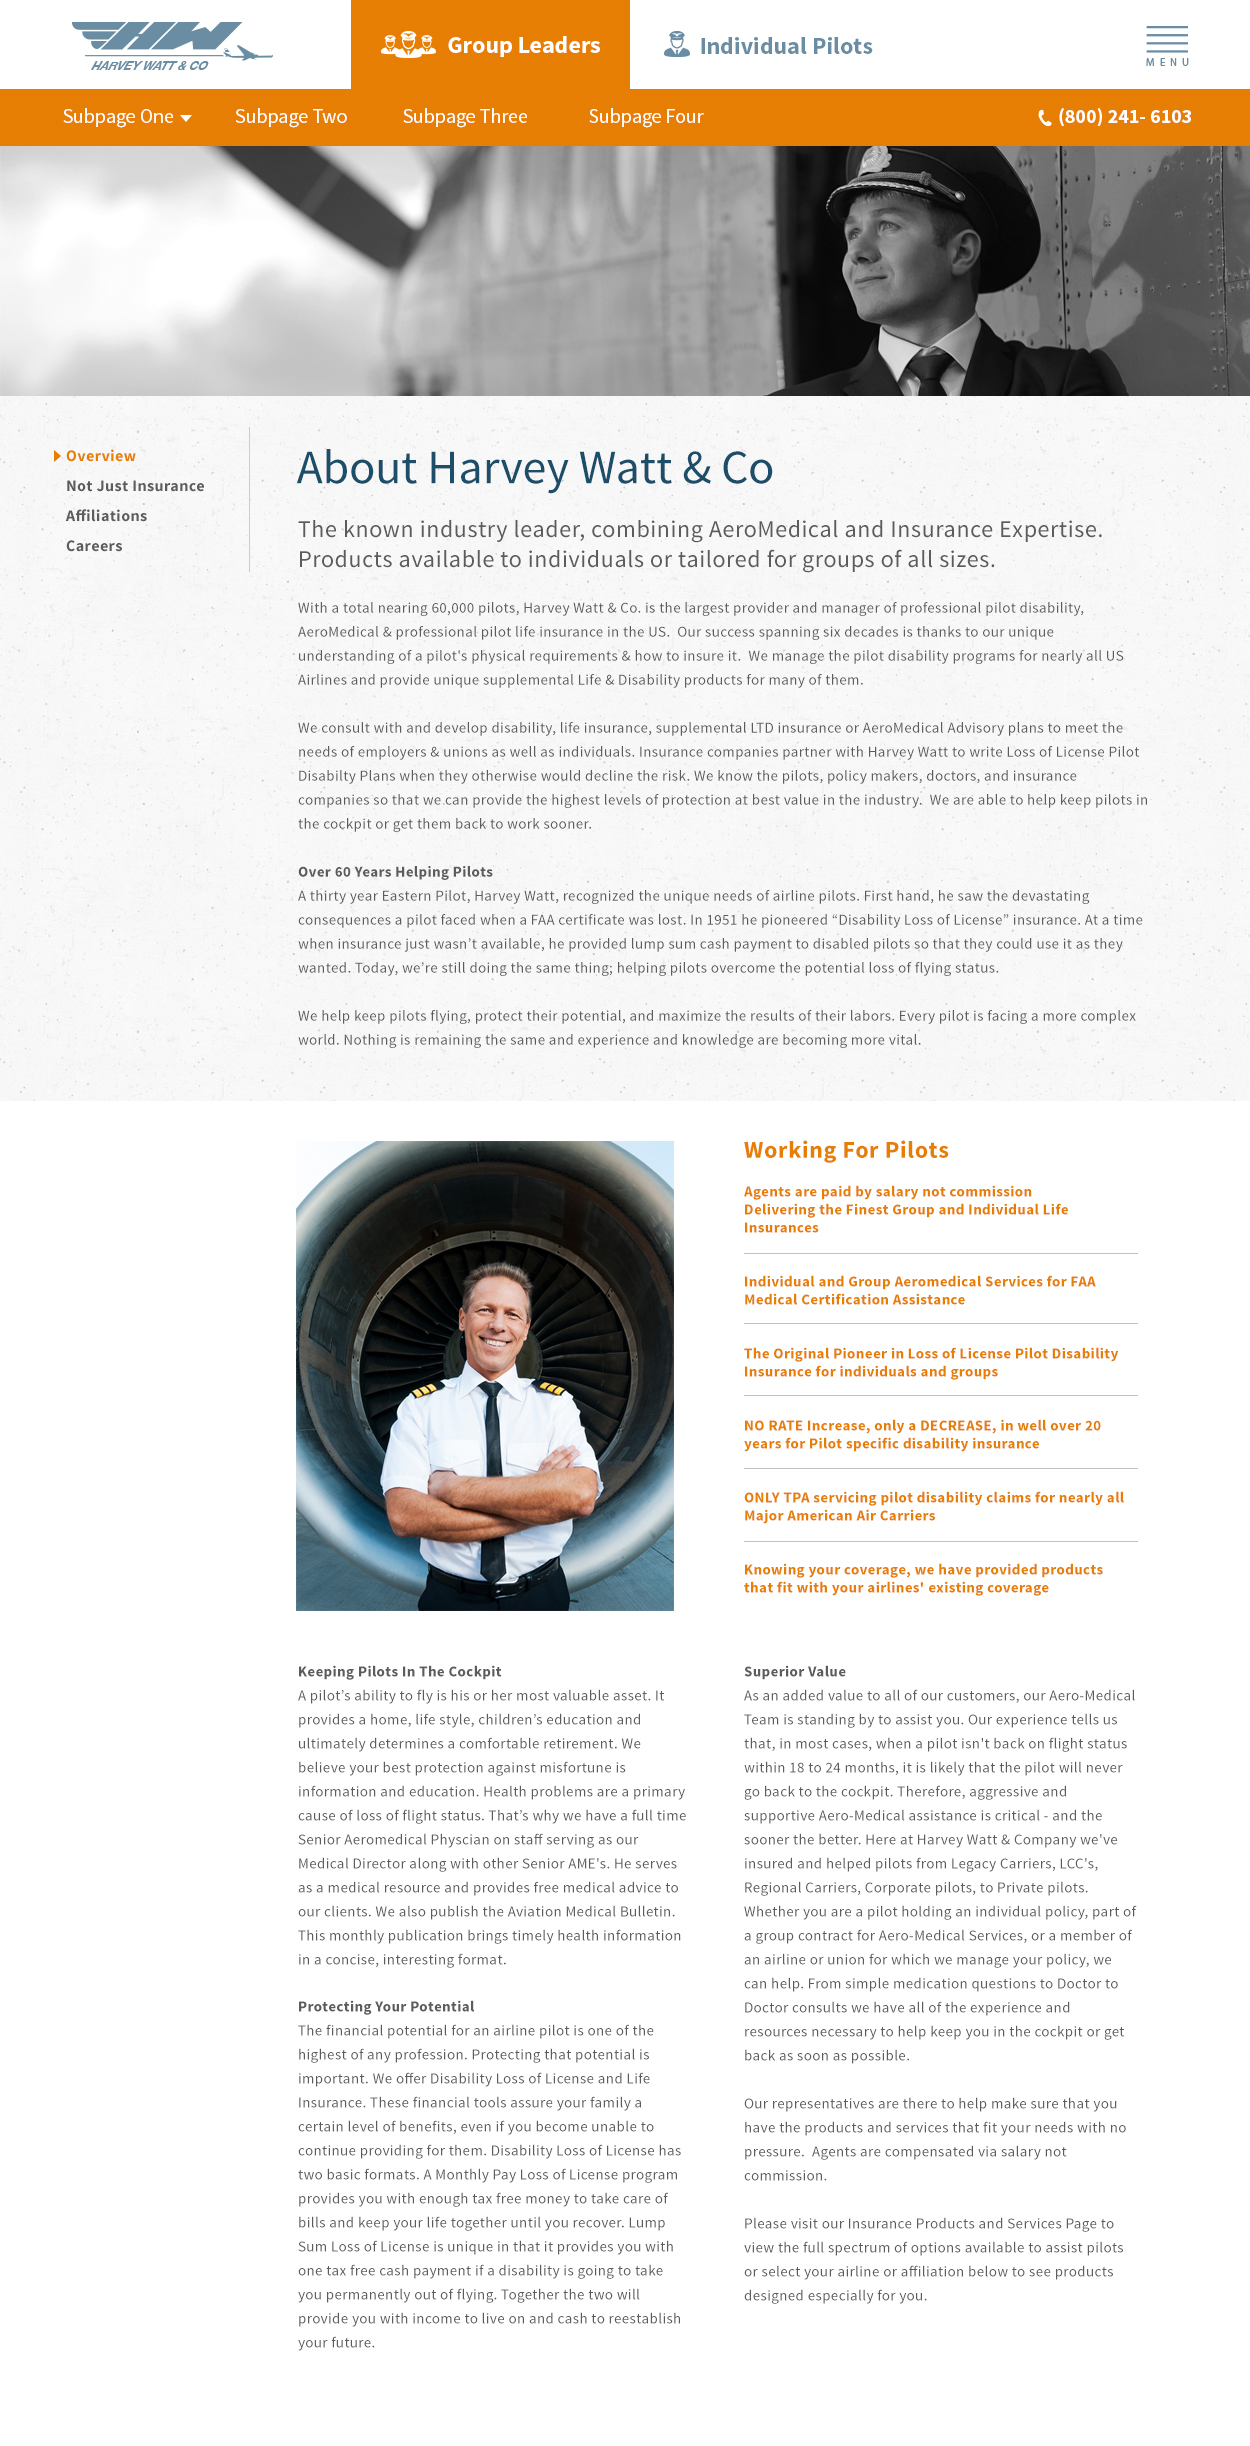 HARVEY WATT & CO
Group Leaders
Individual Pilots
MENU
Subpage One
Subpage Two
Subpage Three
Subpage Four
(800) 241- 6103
Overview
Not Just Insurance
Affiliations
Careers
About Harvey Watt & Co
The known industry leader, combining AeroMedical and Insurance Expertise.
Products available to individuals or tailored for groups of all sizes.
With a total nearing 60,000 pilots, Harvey Watt & Co. is the largest provider and manager of professional pilot disability,
AeroMedical & professional pilot life insurance in the US.  Our success spanning six decades is thanks to our unique
understanding of a pilot's physical requirements & how to insure it.  We manage the pilot disability programs for nearly all US
Airlines and provide unique supplemental Life & Disability products for many of them.
We consult with and develop disability, life insurance, supplemental LTD insurance or AeroMedical Advisory plans to meet the
needs of employers & unions as well as individuals. Insurance companies partner with Harvey Watt to write Loss of License Pilot
Disabilty Plans when they otherwise would decline the risk. We know the pilots, policy makers, doctors, and insurance
companies so that we can provide the highest levels of protection at best value in the industry.  We are able to help keep pilots in
the cockpit or get them back to work sooner.
Over 60 Years Helping Pilots
A thirty year Eastern Pilot, Harvey Watt, recognized the unique needs of airline pilots. First hand, he saw the devastating
consequences a pilot faced when a FAA certificate was lost. In 1951 he pioneered “Disability Loss of License” insurance. At a time
when insurance just wasn’t available, he provided lump sum cash payment to disabled pilots so that they could use it as they
wanted. Today, we’re still doing the same thing; helping pilots overcome the potential loss of flying status.
We help keep pilots flying, protect their potential, and maximize the results of their labors. Every pilot is facing a more complex
world. Nothing is remaining the same and experience and knowledge are becoming more vital.
Working For Pilots
Agents are paid by salary not commission
Delivering the Finest Group and Individual Life
Insurances
Individual and Group Aeromedical Services for FAA
Medical Certification Assistance
The Original Pioneer in Loss of License Pilot Disability
Insurance for individuals and groups
NO RATE Increase, only a DECREASE, in well over 20
years for Pilot specific disability insurance
ONLY TPA servicing pilot disability claims for nearly all
Major American Air Carriers
Knowing your coverage, we have provided products
that fit with your airlines' existing coverage
Keeping Pilots In The Cockpit
A pilot’s ability to fly is his or her most valuable asset. It
provides a home, life style, children’s education and
ultimately determines a comfortable retirement. We
believe your best protection against misfortune is
information and education. Health problems are a primary
cause of loss of flight status. That’s why we have a full time
Senior Aeromedical Physcian on staff serving as our
Medical Director along with other Senior AME's. He serves
as a medical resource and provides free medical advice to
our clients. We also publish the Aviation Medical Bulletin.
This monthly publication brings timely health information
in a concise, interesting format.
Protecting Your Potential
The financial potential for an airline pilot is one of the
highest of any profession. Protecting that potential is
important. We offer Disability Loss of License and Life
Insurance. These financial tools assure your family a
certain level of benefits, even if you become unable to
continue providing for them. Disability Loss of License has
two basic formats. A Monthly Pay Loss of License program
provides you with enough tax free money to take care of
bills and keep your life together until you recover. Lump
Sum Loss of License is unique in that it provides you with
one tax free cash payment if a disability is going to take
you permanently out of flying. Together the two will
provide you with income to live on and cash to reestablish
your future.
Superior Value
As an added value to all of our customers, our Aero-Medical
Team is standing by to assist you. Our experience tells us
that, in most cases, when a pilot isn't back on flight status
within 18 to 24 months, it is likely that the pilot will never
go back to the cockpit. Therefore, aggressive and
supportive Aero-Medical assistance is critical - and the
sooner the better. Here at Harvey Watt & Company we've
insured and helped pilots from Legacy Carriers, LCC's,
Regional Carriers, Corporate pilots, to Private pilots.
Whether you are a pilot holding an individual policy, part of
a group contract for Aero-Medical Services, or a member of
an airline or union for which we manage your policy, we
can help. From simple medication questions to Doctor to
Doctor consults we have all of the experience and
resources necessary to help keep you in the cockpit or get
back as soon as possible.
Our representatives are there to help make sure that you
have the products and services that fit your needs with no
pressure.  Agents are compensated via salary not
commission.
Please visit our Insurance Products and Services Page to
view the full spectrum of options available to assist pilots
or select your airline or affiliation below to see products
designed especially for you.